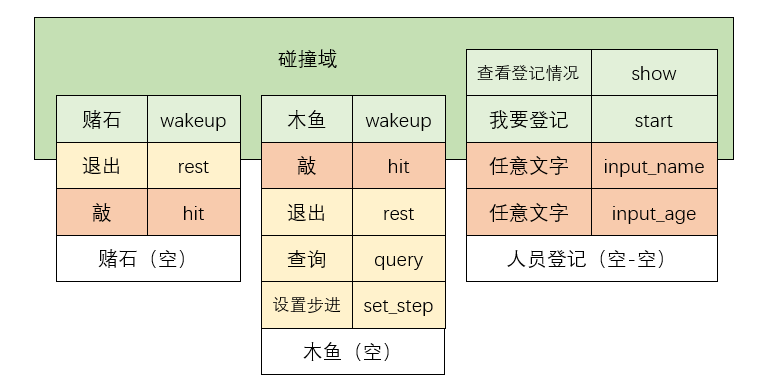 碰撞域
赌石 wakeup
退出 rest
敲 hit
赌石（空）
木鱼 wakeup
敲 hit
退出 rest
查询 query
设置步进 set_step
木鱼（空）
查看登记情况 show
我要登记 start
任意文字 input_name
任意文字 input_age
人员登记（空-空）